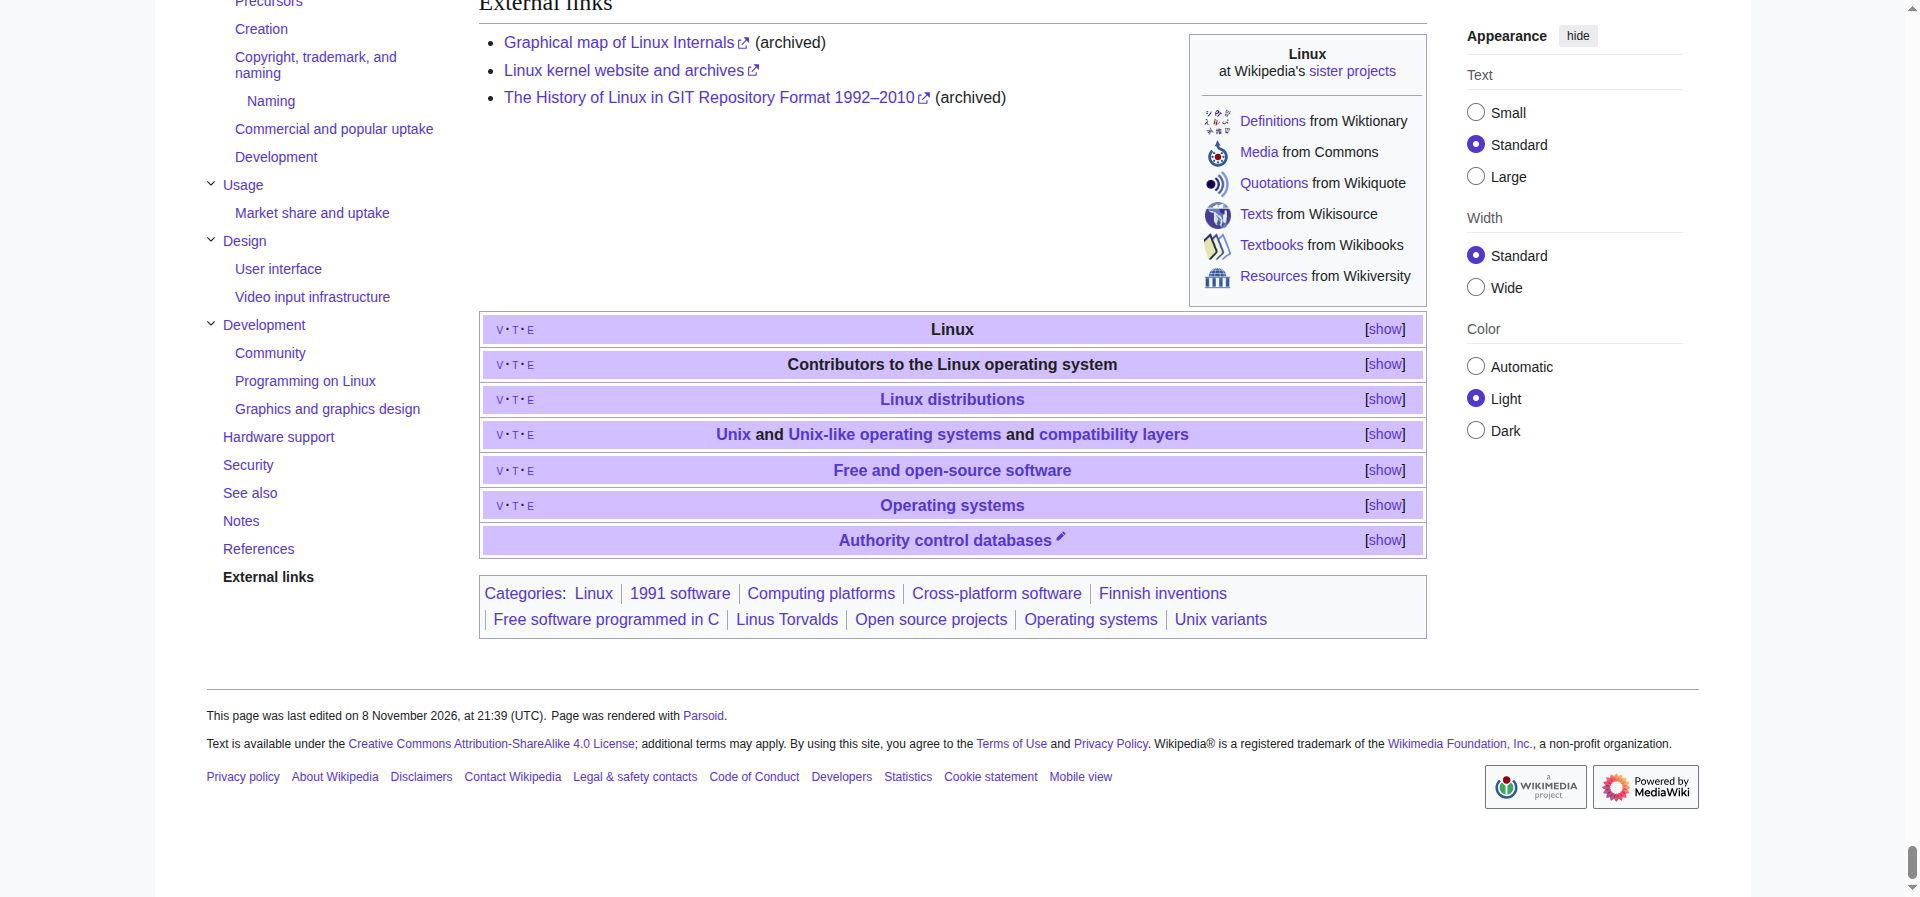 Precursors
Creation
Copyright, trademark, and
naming
Naming
Commercial and popular uptake
Development
Usage
Market share and uptake
Design
User interface
Video input infrastructure
Development
Community
Programming on Linux
Graphics and graphics design
Hardware support
Security
See also
Notes
References
External links
External links
Graphical map of Linux Internals (archived)
Linux kernel website and archives
The History of Linux in GIT Repository Format 1992–2010 (archived)
Linux
at Wikipedia's sister projects
Definitions from Wiktionary
Media from Commons
Quotations from Wikiquote
Texts from Wikisource
Textbooks from Wikibooks
Resources from Wikiversity
V • T • E Linux [show]
V • T • E Contributors to the Linux operating system [show]
V • T • E Linux distributions [show]
V • T • E Unix and Unix-like operating systems and compatibility layers [show]
V • T • E Free and open-source software [show]
V • T • E Operating systems [show]
Authority control databases [show]
Categories: Linux | 1991 software | Computing platforms | Cross-platform software | Finnish inventions
| Free software programmed in C | Linus Torvalds | Open source projects | Operating systems | Unix variants
Appearance hide
Text
Small
Standard
Large
Width
Standard
Wide
Color
Automatic
Light
Dark
This page was last edited on 8 November 2026, at 21:39 (UTC). Page was rendered with Parsoid.
Text is available under the Creative Commons Attribution-ShareAlike 4.0 License; additional terms may apply. By using this site, you agree to the Terms of Use and Privacy Policy. Wikipedia® is a registered trademark of the Wikimedia Foundation, Inc., a non-profit organization.
Privacy policy About Wikipedia Disclaimers Contact Wikipedia Legal & safety contacts Code of Conduct Developers Statistics Cookie statement Mobile view
a
WIKIMEDIA
project
Powered by
MediaWiki